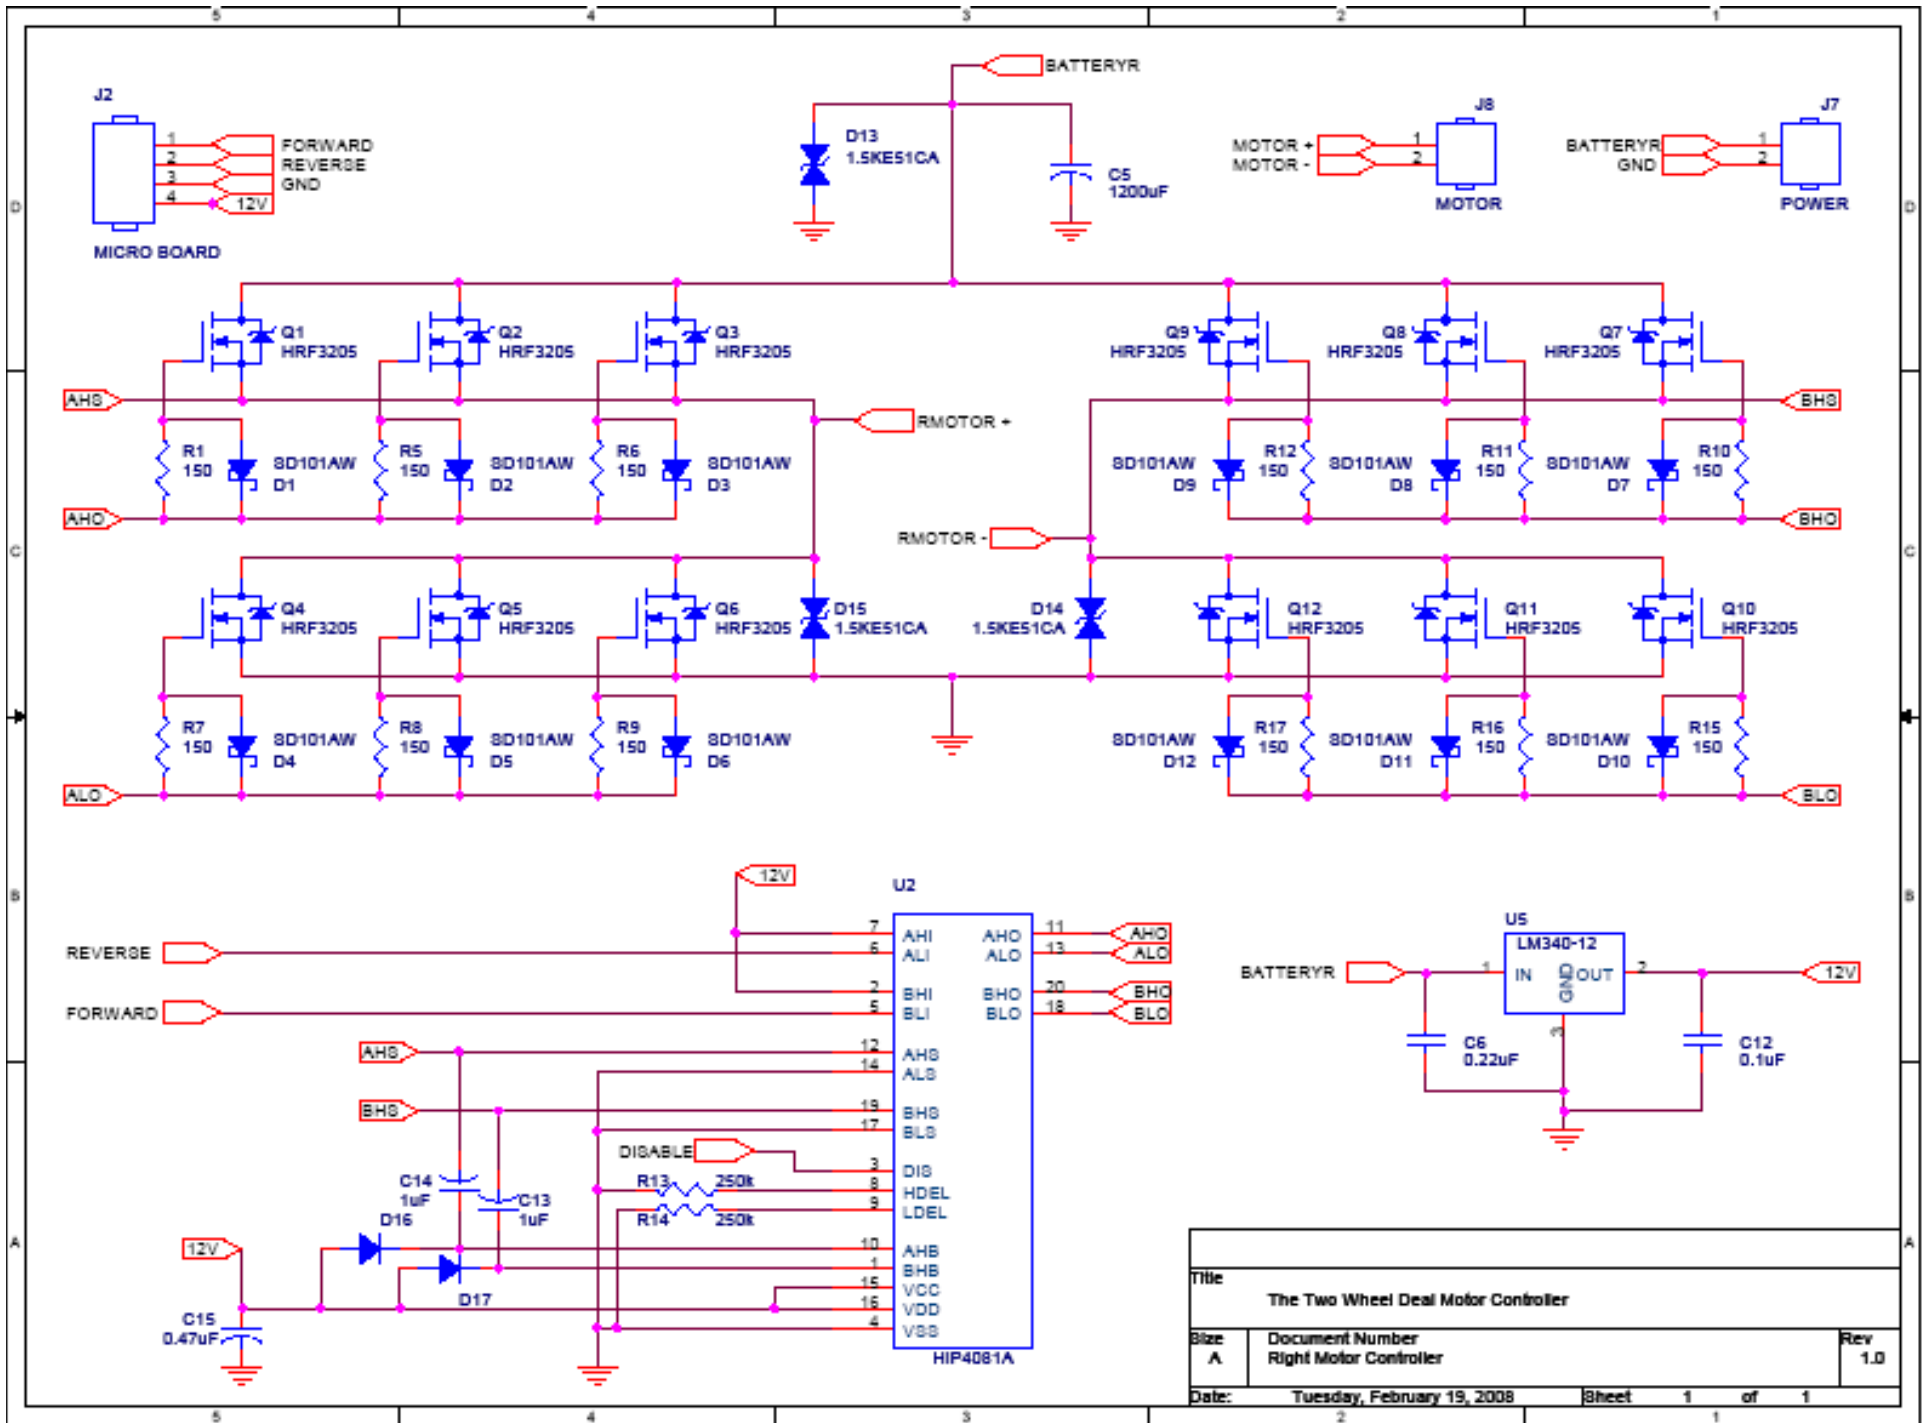 5 4 3 2 1
BATTERYR
J2
1 FORWARD
2 REVERSE
3 GND
4 12V
MICRO BOARD
D13
1.5KE51CA
C5
1200uF
J8
MOTOR + 1
MOTOR - 2
MOTOR
J7
BATTERYR 1
GND 2
POWER
D D
Q1
HRF3205
Q2
HRF3205
Q3
HRF3205
Q9
HRF3205
Q8
HRF3205
Q7
HRF3205
AHS
BHS
RMOTOR +
R1
150
SD101AW
D1
R5
150
SD101AW
D2
R6
150
SD101AW
D3
SD101AW
D9
R12
150
SD101AW
D8
R11
150
SD101AW
D7
R10
150
AHO
BHO
RMOTOR -
C C
Q4
HRF3205
Q5
HRF3205
Q6
HRF3205
D15
1.5KE51CA
D14
1.5KE51CA
Q12
HRF3205
Q11
HRF3205
Q10
HRF3205
R7
150
SD101AW
D4
R8
150
SD101AW
D5
R9
150
SD101AW
D6
SD101AW
D12
R17
150
SD101AW
D11
R16
150
SD101AW
D10
R15
150
ALO
BLO
B B
12V
U2
REVERSE
FORWARD
7 AHI
6 ALI
2 BHI
5 BLI
12 AHS
14 ALS
19 BHS
17 BLS
3 DIS
8 HDEL
9 LDEL
10 AHB
1 BHB
15 VCC
16 VDD
4 VSS
AHO 11 AHO
ALO 13 ALO
BHO 20 BHO
BLO 18 BLO
HIP4081A
AHS
BHS
DISABLE
R13 250k
R14 250k
C14
1uF
C13
1uF
D16
D17
12V
C15
0.47uF
U5
LM340-12
BATTERYR 1 IN GND OUT 2 12V
3
C6
0.22uF
C12
0.1uF
A A
Title
The Two Wheel Deal Motor Controller
Size
A
Document Number
Right Motor Controller
Rev
1.0
Date: Tuesday, February 19, 2008 Sheet 1 of 1
5 4 3 2 1